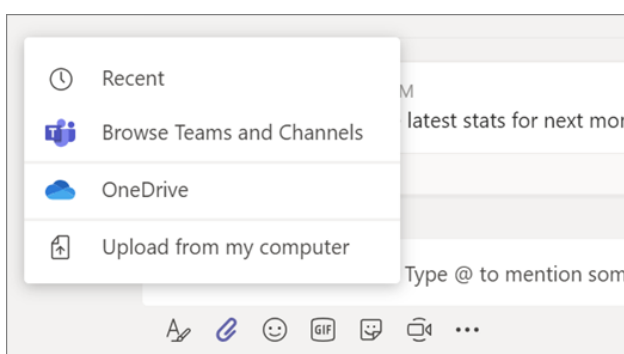 Recent
M
Browse Teams and Channels
latest stats for next mor
OneDrive
Upload from my computer
Type @ to mention som
GIF